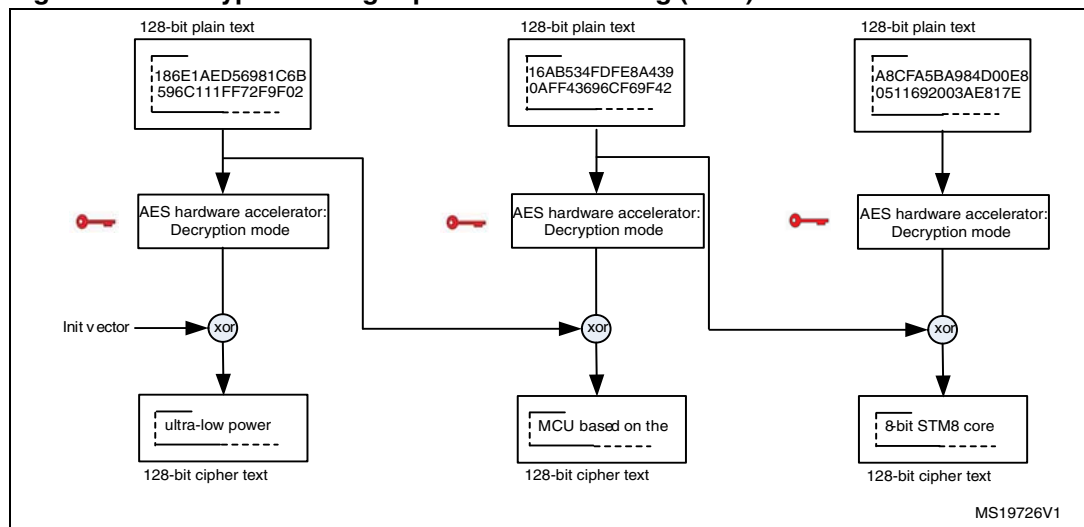 128-bit plain text
128-bit plain text
128-bit plain text
186E1AED56981C6B
596C111FF72F9F02
16AB534FDFE8A439
0AFF43696CF69F42
A8CFA5BA984D00E8
0511692003AE817E
AES hardware accelerator:
Decryption mode
AES hardware accelerator:
Decryption mode
AES hardware accelerator:
Decryption mode
Init vector
xor
xor
xor
ultra-low power
MCU based on the
8-bit STM8 core
128-bit cipher text
128-bit cipher text
128-bit cipher text
MS19726V1